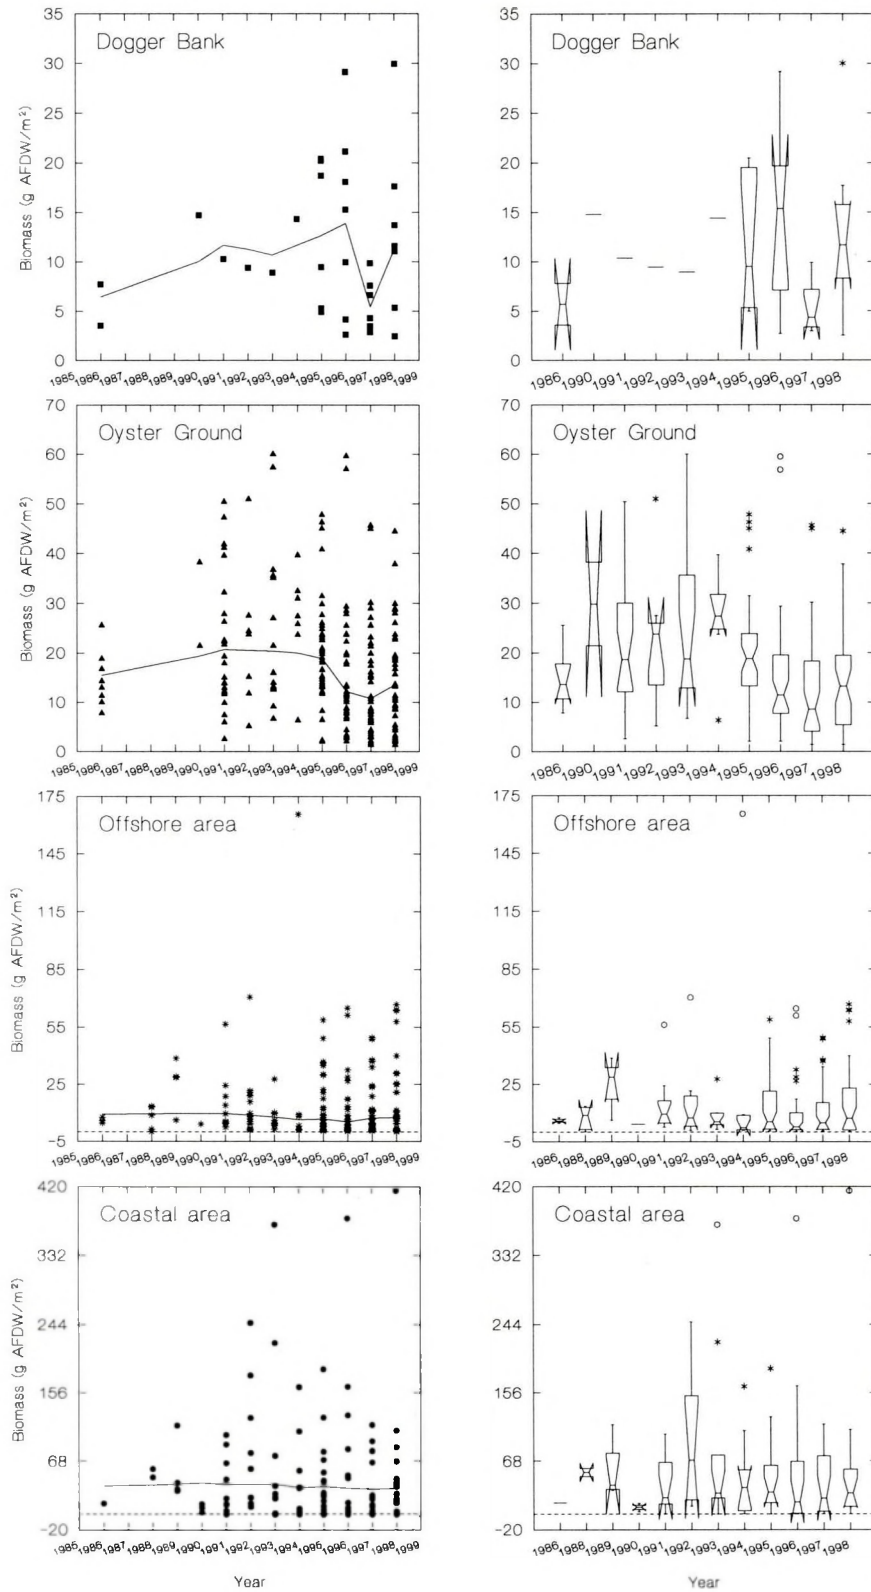 Dogger Bank
Biomass (g AFDW/m²)
35
30
25
20
15
10
5
0
1985 1986 1987 1988 1989 1990 1991 1992 1993 1994 1995 1996 1997 1998 1999
Dogger Bank
35
30
25
20
15
10
5
0
1986 1990 1991 1992 1993 1994 1995 1996 1997 1998
Oyster Ground
Biomass (g AFDW/m²)
70
60
50
40
30
20
10
0
1985 1986 1987 1988 1989 1990 1991 1992 1993 1994 1995 1996 1997 1998 1999
Oyster Ground
70
60
50
40
30
20
10
0
1986 1990 1991 1992 1993 1994 1995 1996 1997 1998
Offshore area
Biomass (g AFDW/m²)
175
145
115
85
55
25
-5
1985 1986 1987 1988 1989 1990 1991 1992 1993 1994 1995 1996 1997 1998 1999
Offshore area
175
145
115
85
55
25
-5
1986 1988 1989 1990 1991 1992 1993 1994 1995 1996 1997 1998
Coastal area
Biomass (g AFDW/m²)
420
332
244
156
68
-20
1985 1986 1987 1988 1989 1990 1991 1992 1993 1994 1995 1996 1997 1998 1999
Year
Coastal area
420
332
244
156
68
-20
1986 1988 1989 1990 1991 1992 1993 1994 1995 1996 1997 1998
Year